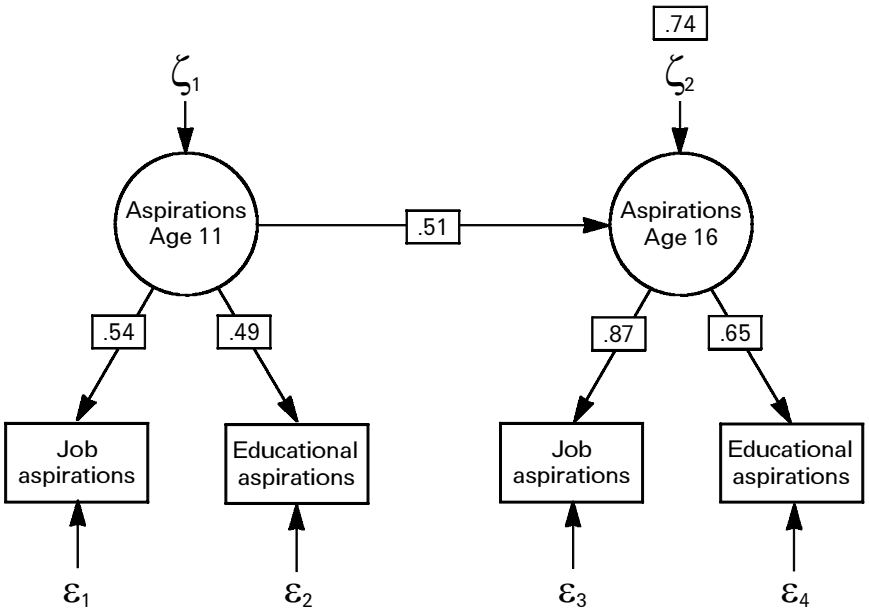 .74
ζ1
ζ2
Aspirations
Age 11
.51
Aspirations
Age 16
.54
.49
.87
.65
Job
aspirations
Educational
aspirations
Job
aspirations
Educational
aspirations
ε1
ε2
ε3
ε4